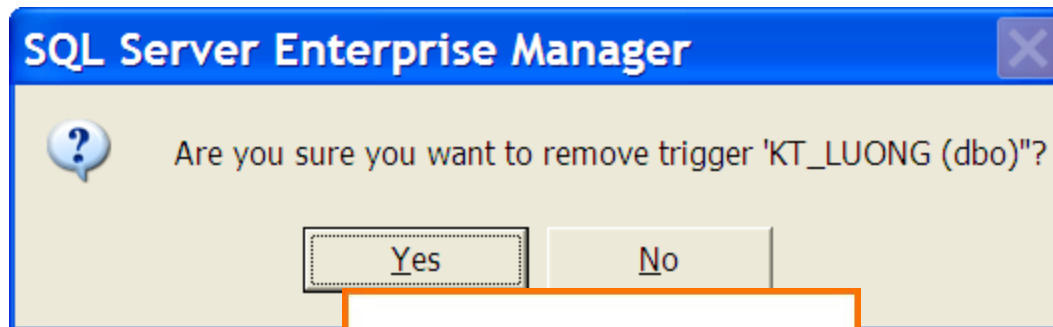 SQL Server Enterprise Manager
Are you sure you want to remove trigger 'KT_LUONG (dbo)"?
Yes No